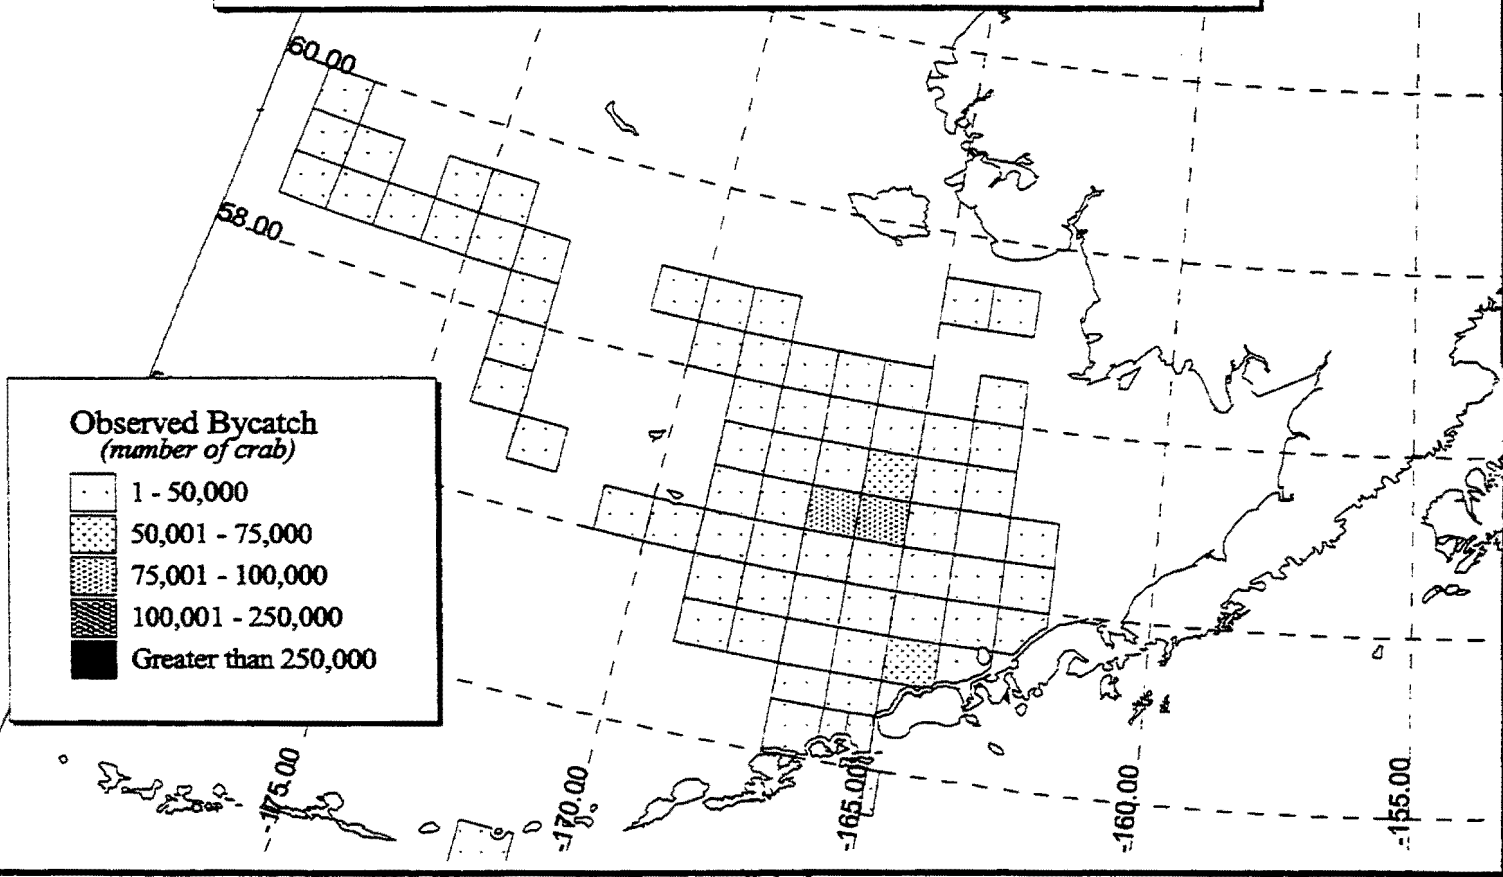 60.00
58.00
Observed Bycatch
(number of crab)
1 - 50,000
50,001 - 75,000
75,001 - 100,000
100,001 - 250,000
Greater than 250,000
-175.00
-170.00
-165.00
-160.00
-155.00